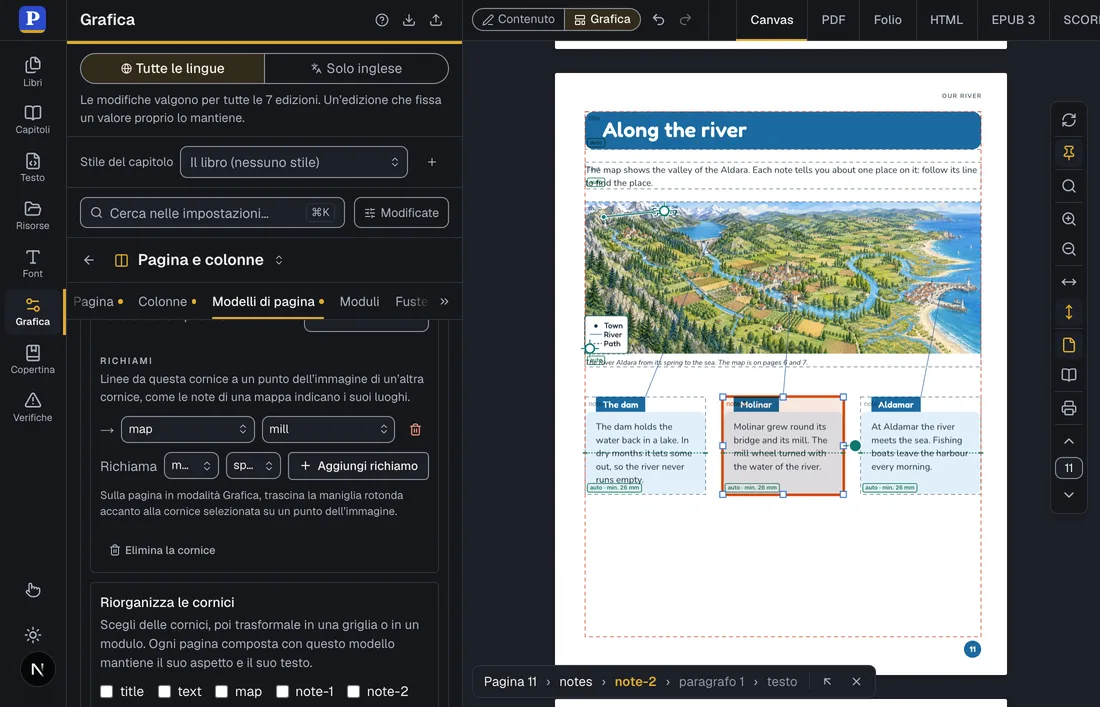 P
Grafica
Contenuto
Grafica
Canvas
PDF
Folio
HTML
EPUB 3
SCOR
Libri
Capitoli
Testo
Risorse
Font
Grafica
Copertina
Verifiche
N
Tutte le lingue
Solo inglese
Le modifiche valgono per tutte le 7 edizioni. Un'edizione che fissa
un valore proprio lo mantiene.
Stile del capitolo
Il libro (nessuno stile)
Cerca nelle impostazioni...
⌘K
Modificate
Pagina e colonne
Pagina
Colonne
Modelli di pagina
Moduli
Fuste
RICHIAMI
Linee da questa cornice a un punto dell'immagine di un'altra
cornice, come le note di una mappa indicano i suoi luoghi.
→ map
mill
Richiama
m...
sp...
+ Aggiungi richiamo
Sulla pagina in modalità Grafica, trascina la maniglia rotonda
accanto alla cornice selezionata su un punto dell'immagine.
Elimina la cornice
Riorganizza le cornici
Scegli delle cornici, poi trasformale in una griglia o in un
modulo. Ogni pagina composta con questo modello
mantiene il suo aspetto e il suo testo.
title
text
map
note-1
note-2
OUR RIVER
Along the river
The map shows the valley of the Aldara. Each note tells you about one place on it: follow its line
to find the place.
Town
River
Path
The river Aldara from its spring to the sea. The map is on pages 6 and 7.
The dam
The dam holds the
water back in a lake. In
dry months it lets some
out, so the river never
runs empty.
auto · min. 26 mm
Molinar
Molinar grew round its
bridge and its mill. The
mill wheel turned with
the water of the river.
auto · min. 26 mm
Aldamar
At Aldamar the river
meets the sea. Fishing
boats leave the harbour
every morning.
auto · min. 26 mm
11
11
Pagina 11 › notes › note-2 › paragrafo 1 › testo